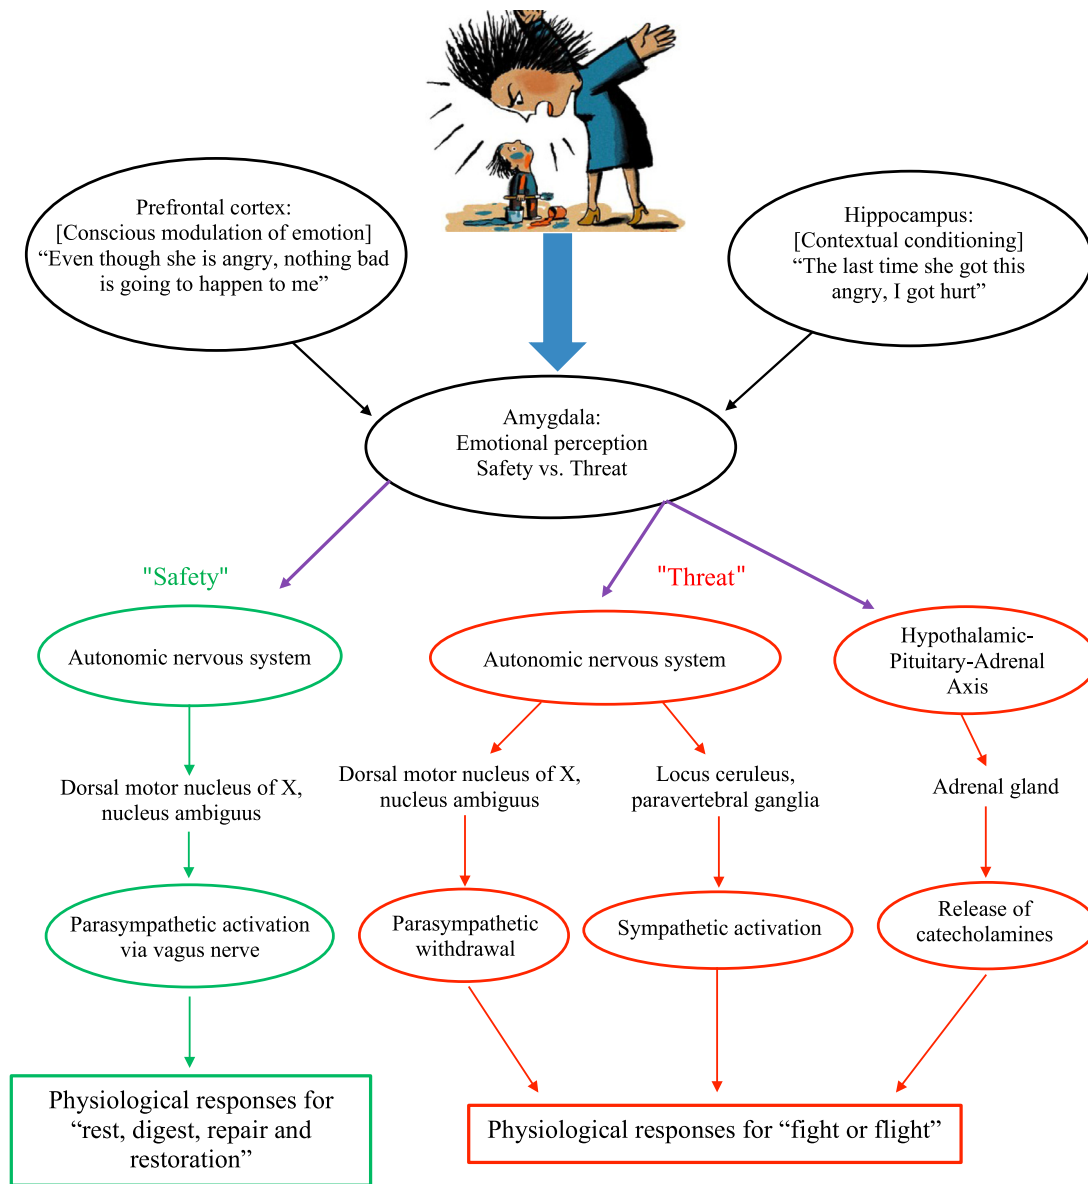 Prefrontal cortex:
[Conscious modulation of emotion]
“Even though she is angry, nothing bad
is going to happen to me”
Hippocampus:
[Contextual conditioning]
“The last time she got this
angry, I got hurt”
Amygdala:
Emotional perception
Safety vs. Threat
"Safety"
"Threat"
Autonomic nervous system
Autonomic nervous system
Hypothalamic-
Pituitary-Adrenal
Axis
Dorsal motor nucleus of X,
nucleus ambiguus
Dorsal motor nucleus of X,
nucleus ambiguus
Locus ceruleus,
paravertebral ganglia
Adrenal gland
Parasympathetic activation
via vagus nerve
Parasympathetic
withdrawal
Sympathetic activation
Release of
catecholamines
Physiological responses for
“rest, digest, repair and
restoration”
Physiological responses for “fight or flight”